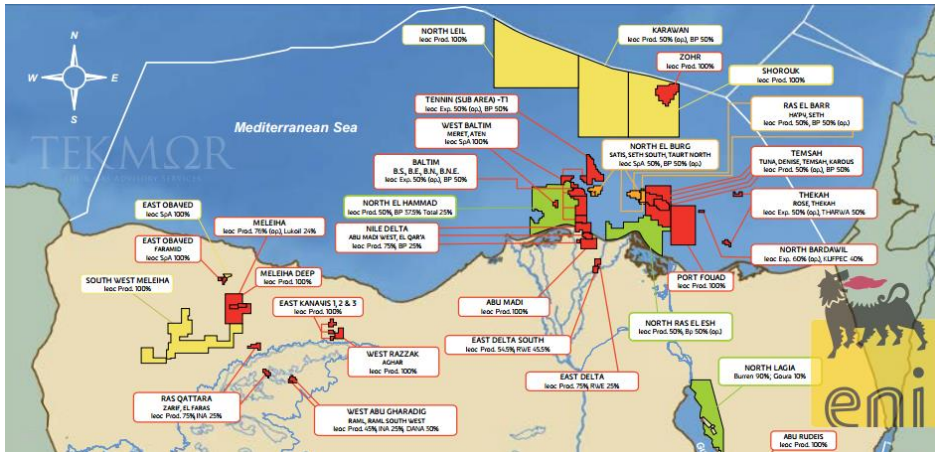 N
W
E
S
Mediterranean Sea
TEKMΩR
NORTH LEIL
Ieoc Prod. 100%
KARAWAN
Ieoc Prod. 50% (op.), BP 50%
ZOHR
Ieoc Prod. 100%
SHOROUK
Ieoc Prod. 100%
TENNIN (SUB AREA) -T1
Ieoc Exp. 50% (op.), BP 50%
RAS EL BARR
HA'PY, SETH
Ieoc Prod. 50%, BP 50% (op.)
WEST BALTIM
MERET, ATEN
Ieoc SpA 100%
NORTH EL BURG
SATIS, SETH SOUTH, TAURT NORTH
Ieoc SpA 50%, BP 50% (op.)
TEMSAH
TUNA, DENISE, TEMSAH, KAROUS
Ieoc Prod. 50% (op.), BP 50%
BALTIM
B.S., B.E., B.N., B.N.E.
Ieoc Exp. 50% (op.), BP 50%
THEKAH
ROSE, THEKAH
Ieoc Exp. 50% (op.), THARWA 50%
NORTH EL HAMMAD
Ieoc Prod. 50%, BP 37.5% Total 25%
EAST OBAYED
Ieoc SpA 100%
MELEIHA
Ieoc Prod. 76% (op.), Lukoil 24%
NILE DELTA
ABU MADI WEST, EL QAR'A
Ieoc Prod. 75%, BP 25%
NORTH BARDAWIL
Ieoc Exp. 60% (op.), KUFPEC 40%
EAST OBAYED
FARAMID
Ieoc SpA 100%
SOUTH WEST MELEIHA
Ieoc Prod. 100%
MELEIHA DEEP
Ieoc Prod. 100%
PORT FOUAD
Ieoc Prod. 100%
EAST KANAYIS 1, 2 & 3
Ieoc Prod. 100%
ABU MADI
Ieoc Prod. 100%
NORTH RAS EL ESH
Ieoc Prod. 50%, Bp 50% (op.)
EAST DELTA SOUTH
Ieoc Prod. 54.5% RWE 45.5%
WEST RAZZAK
AGHAR
Ieoc Prod. 100%
NORTH LAGIA
Burren 90%, Goura 10%
EAST DELTA
Ieoc Prod. 75%, RWE 25%
RAS QATTARA
ZARIF, EL FARAS
Ieoc Prod. 75%, INA 25%
WEST ABU GHARADIG
RAML, RAML SOUTH WEST
Ieoc Prod. 45% INA 25%, DANA 30%
eni
ABU RUDEIS
Ieoc Prod. 100%